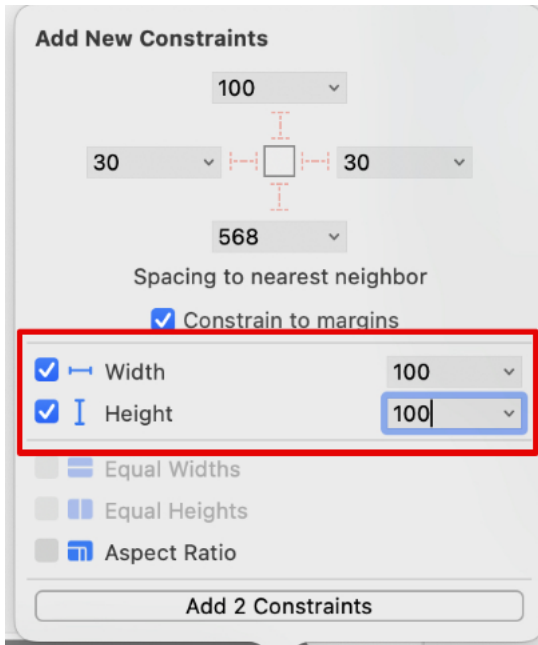 Add New Constraints
100
30 30
568
Spacing to nearest neighbor
Constrain to margins
Width 100
Height 100
Equal Widths
Equal Heights
Aspect Ratio
Add 2 Constraints